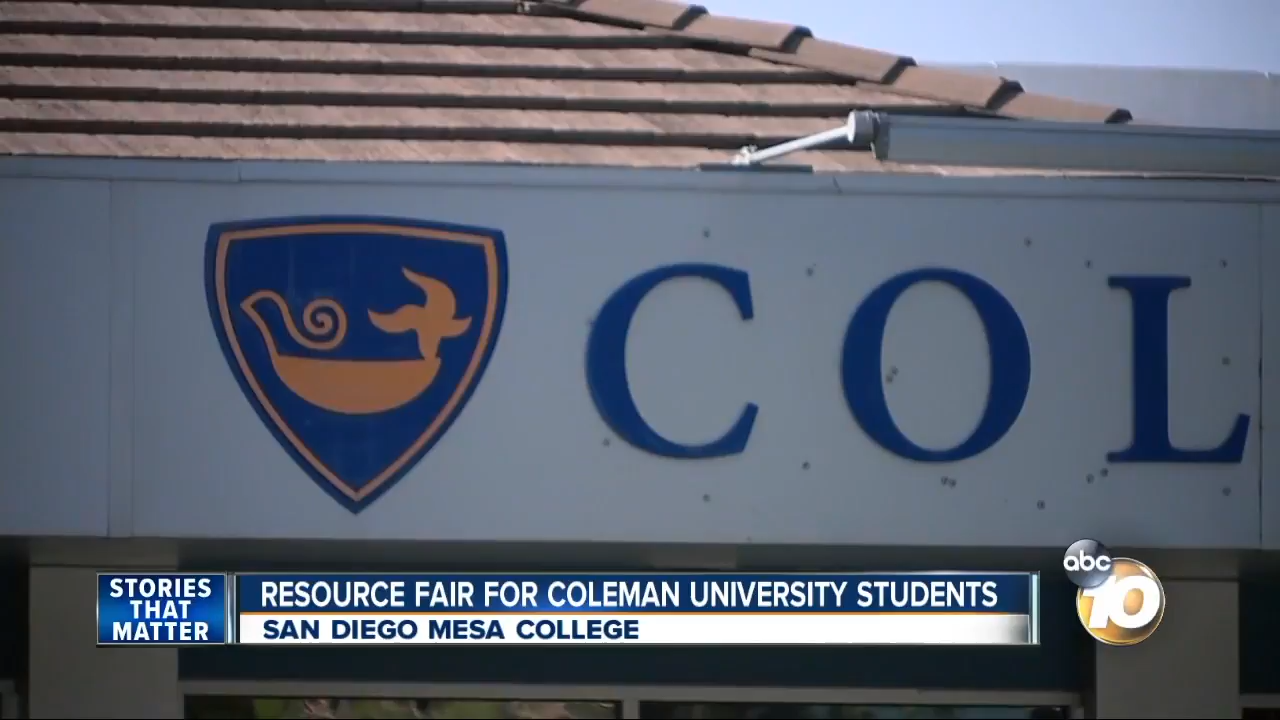 COL
STORIES
THAT
MATTER
RESOURCE FAIR FOR COLEMAN UNIVERSITY STUDENTS
SAN DIEGO MESA COLLEGE
abc
10